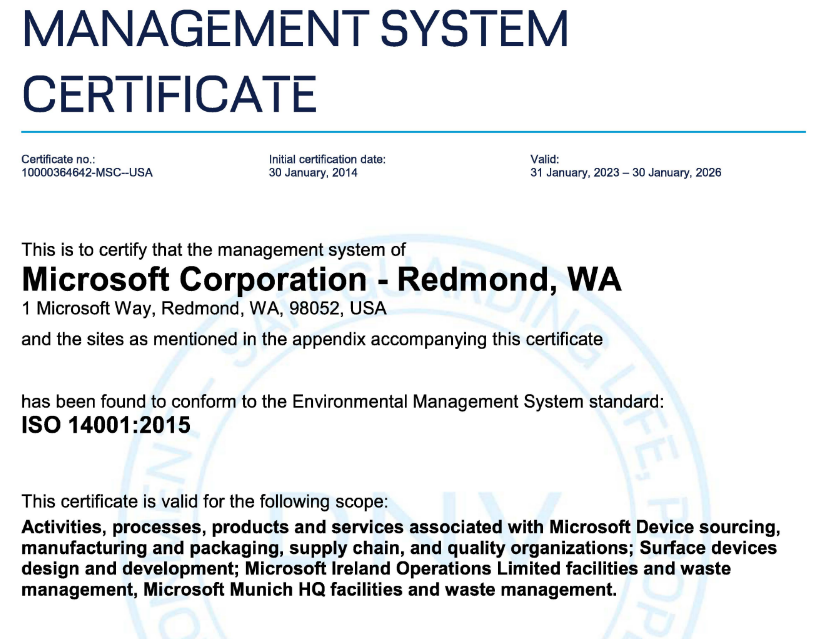 MANAGEMENT SYSTEM
CERTIFICATE
Certificate no.:
10000364642-MSC--USA
Initial certification date:
30 January, 2014
Valid:
31 January, 2023 – 30 January, 2026
This is to certify that the management system of
Microsoft Corporation - Redmond, WA
1 Microsoft Way, Redmond, WA, 98052, USA
and the sites as mentioned in the appendix accompanying this certificate
has been found to conform to the Environmental Management System standard:
ISO 14001:2015
This certificate is valid for the following scope:
Activities, processes, products and services associated with Microsoft Device sourcing,
manufacturing and packaging, supply chain, and quality organizations; Surface devices
design and development; Microsoft Ireland Operations Limited facilities and waste
management, Microsoft Munich HQ facilities and waste management.
SAFEGUARDING LIFE,
DNV